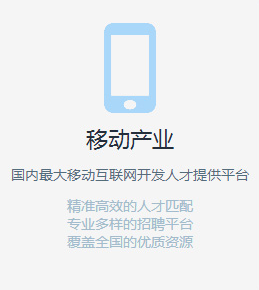 移动产业
国内最大移动互联网开发人才提供平台
精准高效的人才匹配
专业多样的招聘平台
覆盖全国的优质资源